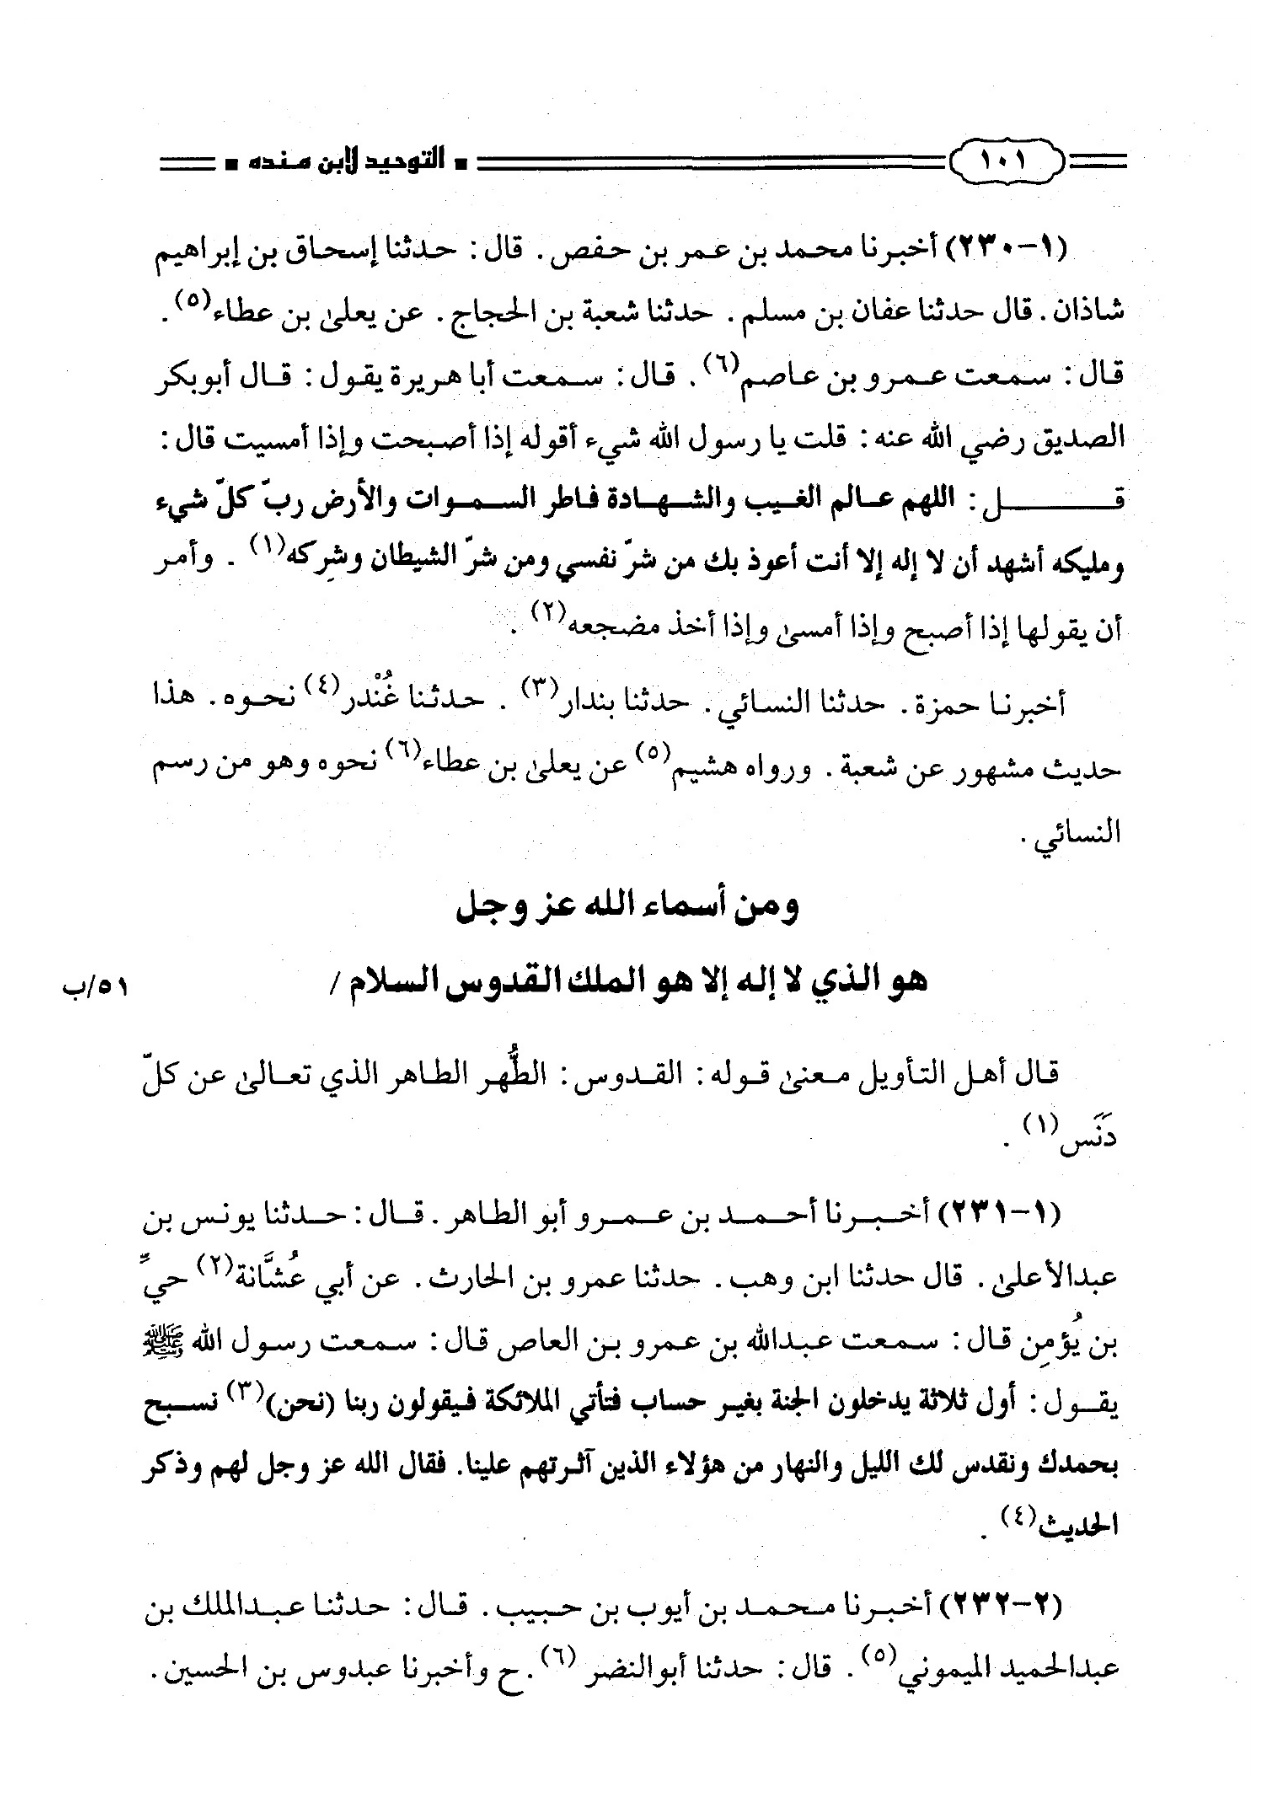 ١٠١ ■ التوحيد لابن منده ■
(١-٢٣٠) أخبرنا محمد بن عمر بن حفص. قال: حدثنا إسحاق بن إبراهيم
شاذان. قال حدثنا عفان بن مسلم. حدثنا شعبة بن الحجاج. عن يعلىٰ بن عطاء(٥).
قال: سمعت عمرو بن عاصم(٦). قال: سمعت أبا هريرة يقول: قال أبوبكر
الصديق رضي الله عنه: قلت يا رسول الله شيء أقوله إذا أصبحت وإذا أمسيت قال:
قـــــل: اللهم عالم الغيب والشهادة فاطر السموات والأرض ربّ كلّ شيء
ومليكه أشهد أن لا إله إلا أنت أعوذ بك من شرّ نفسي ومن شرّ الشيطان وشركه(١). وأمر
أن يقولها إذا أصبح وإذا أمسىٰ وإذا أخذ مضجعه(٢).
أخبرنا حمزة. حدثنا النسائي. حدثنا بندار(٣). حدثنا غُنْدر(٤) نحوه. هذا
حديث مشهور عن شعبة. ورواه هشيم(٥) عن يعلىٰ بن عطاء(٦) نحوه وهو من رسم
النسائي.
ومن أسماء الله عز وجل
هو الذي لا إله إلا هو الملك القدوس السلام / ٥١/ب
قال أهل التأويل معنىٰ قوله: القدوس: الطُّهر الطاهر الذي تعالىٰ عن كلّ
دَنَس(١).
(١-٢٣١) أخبرنا أحمد بن عمرو أبو الطاهر. قال: حدثنا يونس بن
عبدالأعلىٰ. قال حدثنا ابن وهب. حدثنا عمرو بن الحارث. عن أبي عُشَّانة(٢) حيِّ
بن يُؤمِن قال: سمعت عبدالله بن عمرو بن العاص قال: سمعت رسول الله ﷺ
يقول: أول ثلاثة يدخلون الجنة بغير حساب فتأتي الملائكة فيقولون ربنا (نحن)(٣) نسبح
بحمدك ونقدس لك الليل والنهار من هؤلاء الذين آثرتهم علينا. فقال الله عز وجل لهم وذكر
الحديث(٤).
(٢-٢٣٢) أخبرنا محمد بن أيوب بن حبيب. قال: حدثنا عبدالملك بن
عبدالحميد الميموني(٥). قال: حدثنا أبوالنضر(٦). ح وأخبرنا عبدوس بن الحسين.